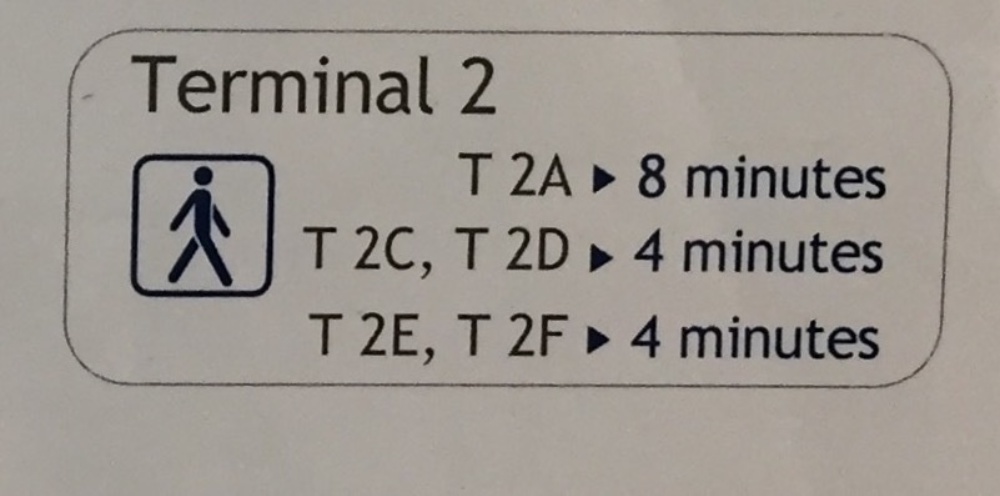 Terminal 2
T 2A ▸ 8 minutes
T 2C, T 2D ▸ 4 minutes
T 2E, T 2F ▸ 4 minutes